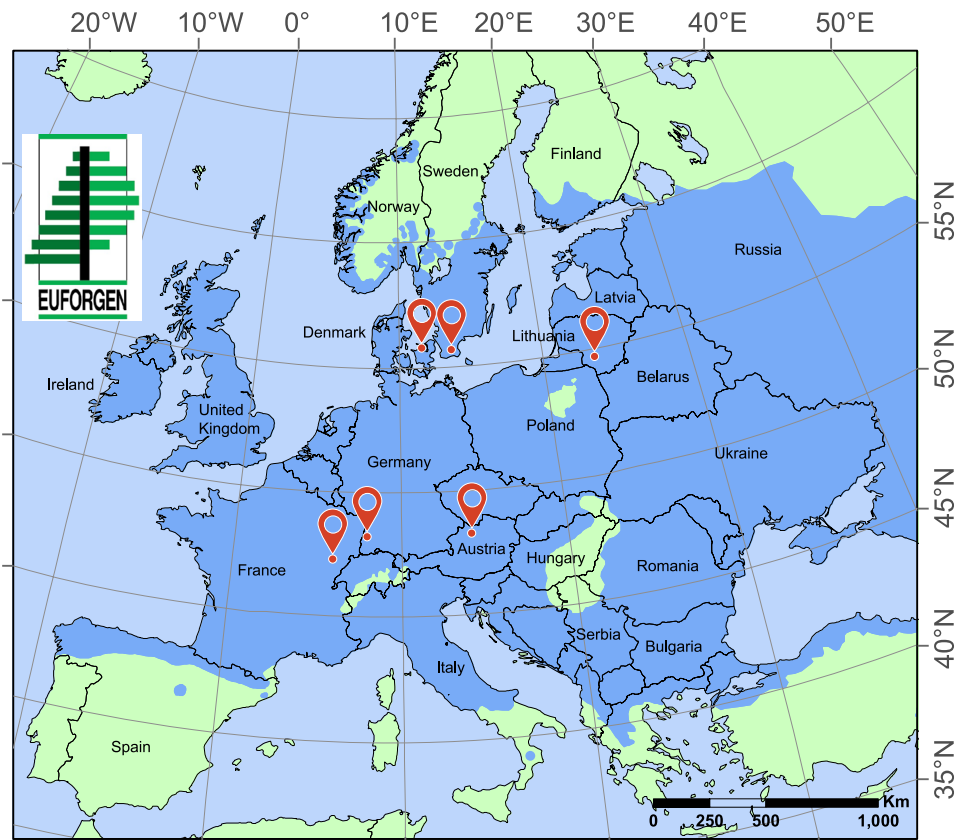 20°W 10°W 0° 10°E 20°E 30°E 40°E 50°E
Finland
Sweden
Norway
55°N
Russia
EUFORGEN
Latvia
Denmark
Lithuania
50°N
Belarus
Ireland
United
Kingdom
Poland
Ukraine
Germany
45°N
Austria
Hungary
France
Romania
40°N
Serbia
Bulgaria
Italy
Spain
35°N
Km
0 250 500 1,000